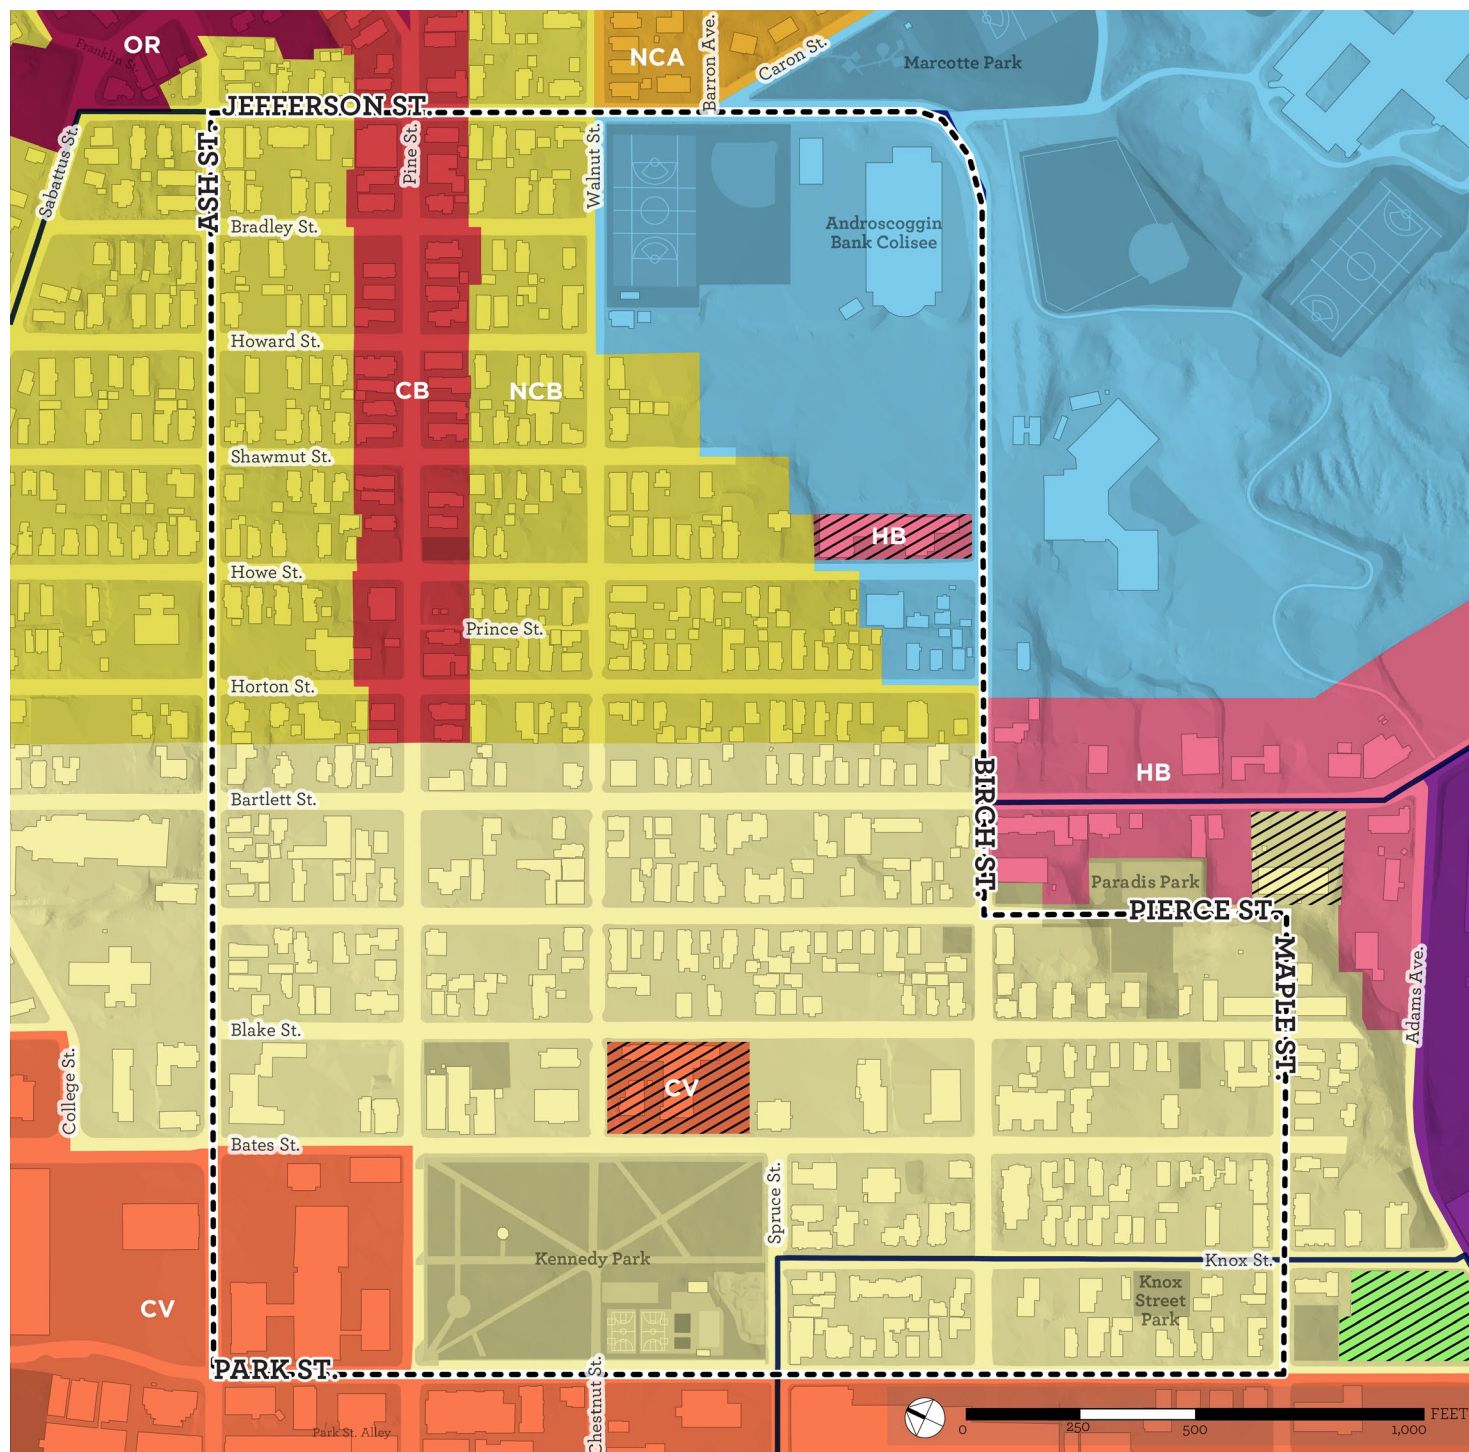 OR
Franklin St.
NCA
Barron Ave.
Caron St.
Marcotte Park
JEFFERSON ST.
Sabattus St.
ASH ST.
Pine St.
Walnut St.
Bradley St.
Androscoggin
Bank Colisee
Howard St.
CB
NCB
Shawmut St.
HB
Howe St.
Prince St.
Horton St.
BIRCH ST.
HB
Bartlett St.
Paradis Park
PIERCE ST.
MAPLE ST.
Adams Ave.
Blake St.
College St.
CV
Bates St.
Spruce St.
Kennedy Park
Knox St.
CV
Knox
Street
Park
PARK ST.
Chestnut St.
Park St. Alley
FEET
0 250 500 1,000